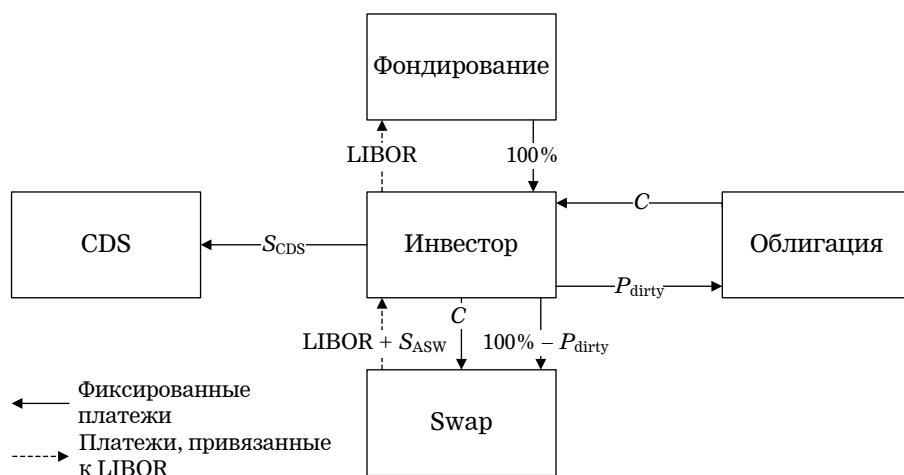 Фондирование
LIBOR
100%
CDS
S_CDS
Инвестор
C
Облигация
P_dirty
C
LIBOR + S_ASW
100% – P_dirty
Swap
Фиксированные
платежи
Платежи, привязанные
к LIBOR